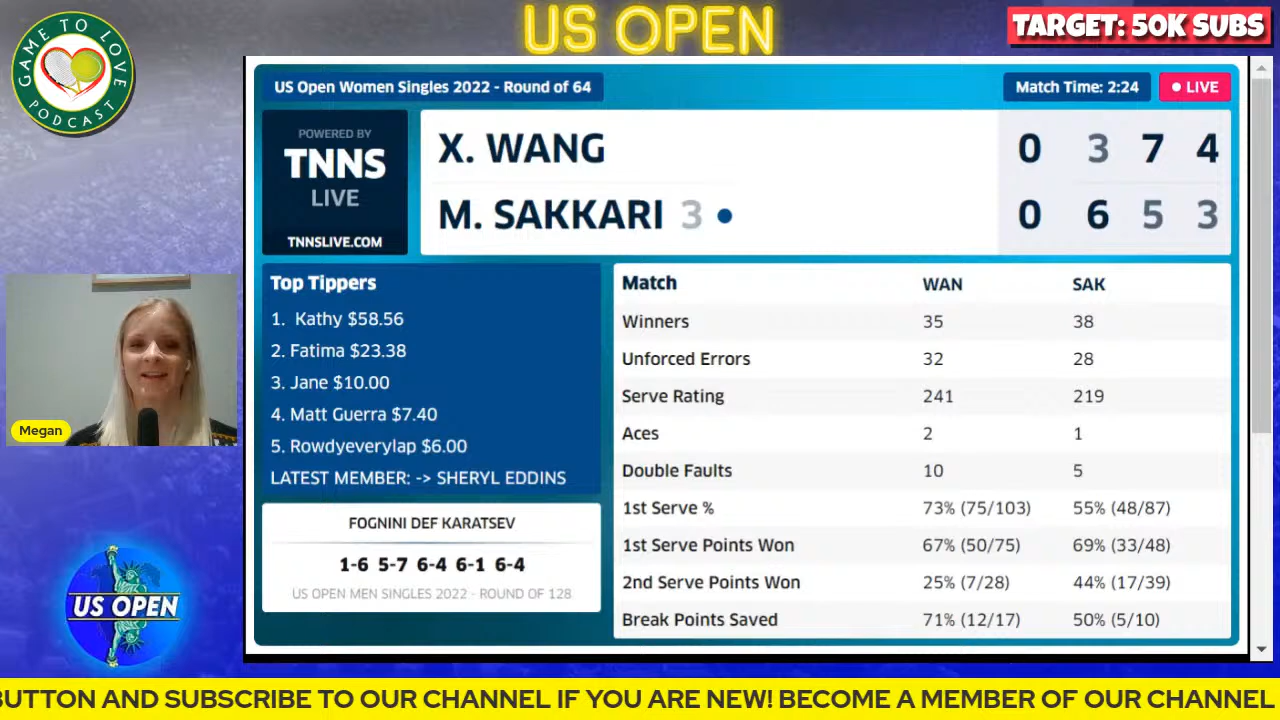 GAME TO LOVE
PODCAST
US OPEN
TARGET: 50K SUBS
US Open Women Singles 2022 - Round of 64
Match Time: 2:24
LIVE
POWERED BY
TNNS
LIVE
TNNSLIVE.COM
X. WANG 0 3 7 4
M. SAKKARI 3 0 6 5 3
Top Tippers
1. Kathy $58.56
2. Fatima $23.38
3. Jane $10.00
4. Matt Guerra $7.40
5. Rowdyeverylap $6.00
LATEST MEMBER: -> SHERYL EDDINS
FOGNINI DEF KARATSEV
1-6 5-7 6-4 6-1 6-4
US OPEN MEN SINGLES 2022 - ROUND OF 128
Match WAN SAK
Winners 35 38
Unforced Errors 32 28
Serve Rating 241 219
Aces 2 1
Double Faults 10 5
1st Serve % 73% (75/103) 55% (48/87)
1st Serve Points Won 67% (50/75) 69% (33/48)
2nd Serve Points Won 25% (7/28) 44% (17/39)
Break Points Saved 71% (12/17) 50% (5/10)
Megan
US OPEN
BUTTON AND SUBSCRIBE TO OUR CHANNEL IF YOU ARE NEW! BECOME A MEMBER OF OUR CHANNEL